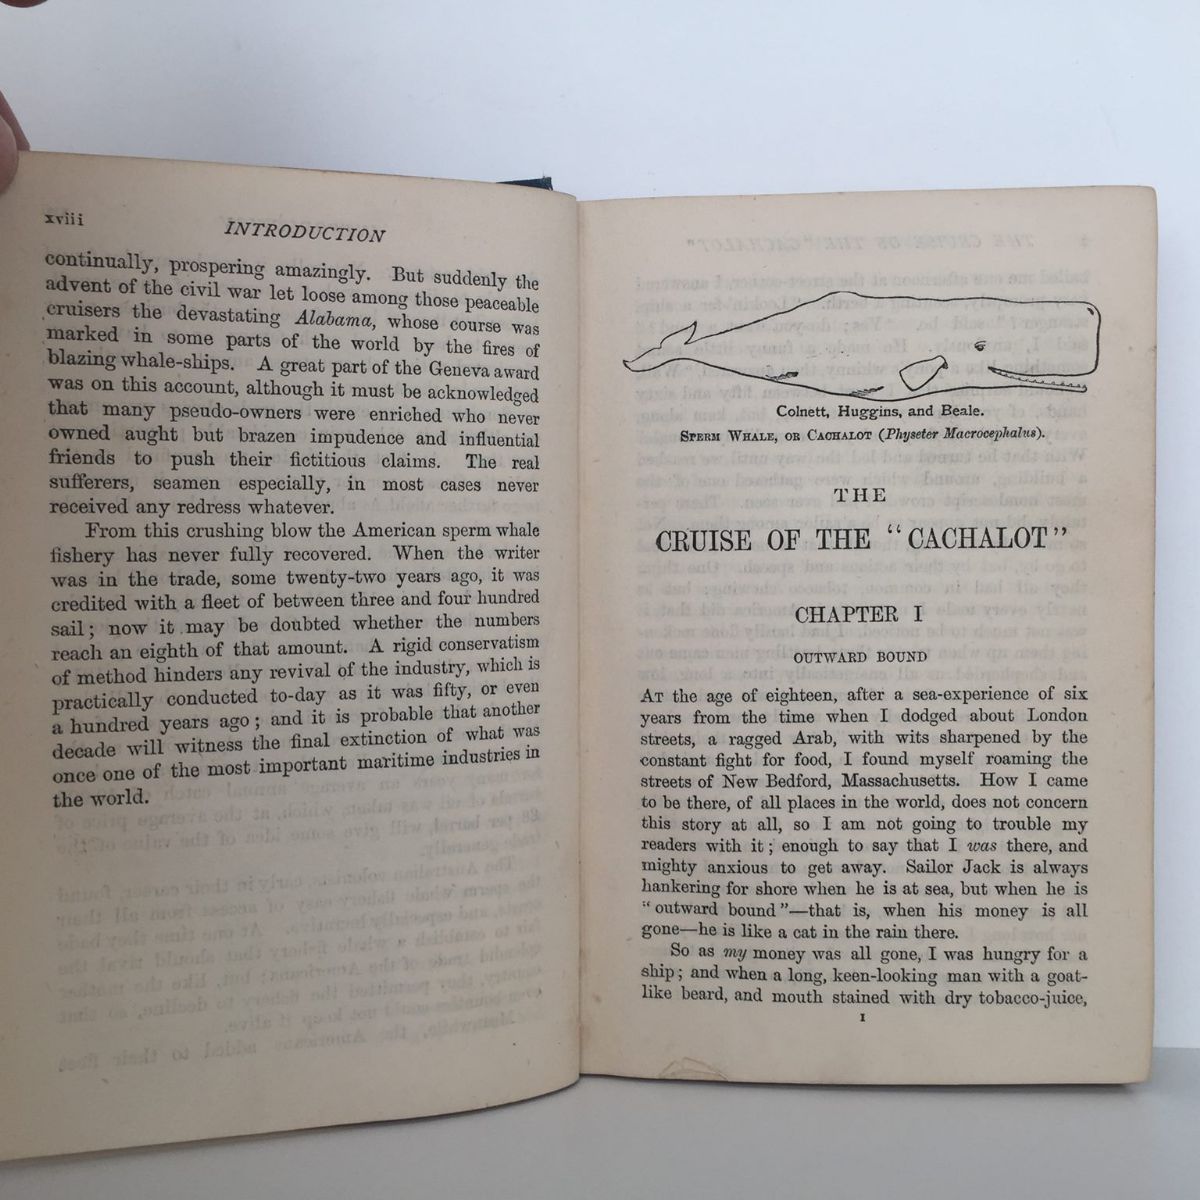 xviii
INTRODUCTION
continually, prospering amazingly. But suddenly the
advent of the civil war let loose among those peaceable
cruisers the devastating Alabama, whose course was
marked in some parts of the world by the fires of
blazing whale-ships. A great part of the Geneva award
was on this account, although it must be acknowledged
that many pseudo-owners were enriched who never
owned aught but brazen impudence and influential
friends to push their fictitious claims. The real
sufferers, seamen especially, in most cases never
received any redress whatever.
From this crushing blow the American sperm whale
fishery has never fully recovered. When the writer
was in the trade, some twenty-two years ago, it was
credited with a fleet of between three and four hundred
sail; now it may be doubted whether the numbers
reach an eighth of that amount. A rigid conservatism
of method hinders any revival of the industry, which is
practically conducted to-day as it was fifty, or even
a hundred years ago; and it is probable that another
decade will witness the final extinction of what was
once one of the most important maritime industries in
the world.
Colnett, Huggins, and Beale.
SPERM WHALE, OR CACHALOT (Physeter Macrocephalus).
THE
CRUISE OF THE "CACHALOT"
CHAPTER I
OUTWARD BOUND
AT the age of eighteen, after a sea-experience of six
years from the time when I dodged about London
streets, a ragged Arab, with wits sharpened by the
constant fight for food, I found myself roaming the
streets of New Bedford, Massachusetts. How I came
to be there, of all places in the world, does not concern
this story at all, so I am not going to trouble my
readers with it; enough to say that I was there, and
mighty anxious to get away. Sailor Jack is always
hankering for shore when he is at sea, but when he is
"outward bound"—that is, when his money is all
gone—he is like a cat in the rain there.
So as my money was all gone, I was hungry for a
ship; and when a long, keen-looking man with a goat-
like beard, and mouth stained with dry tobacco-juice,
1